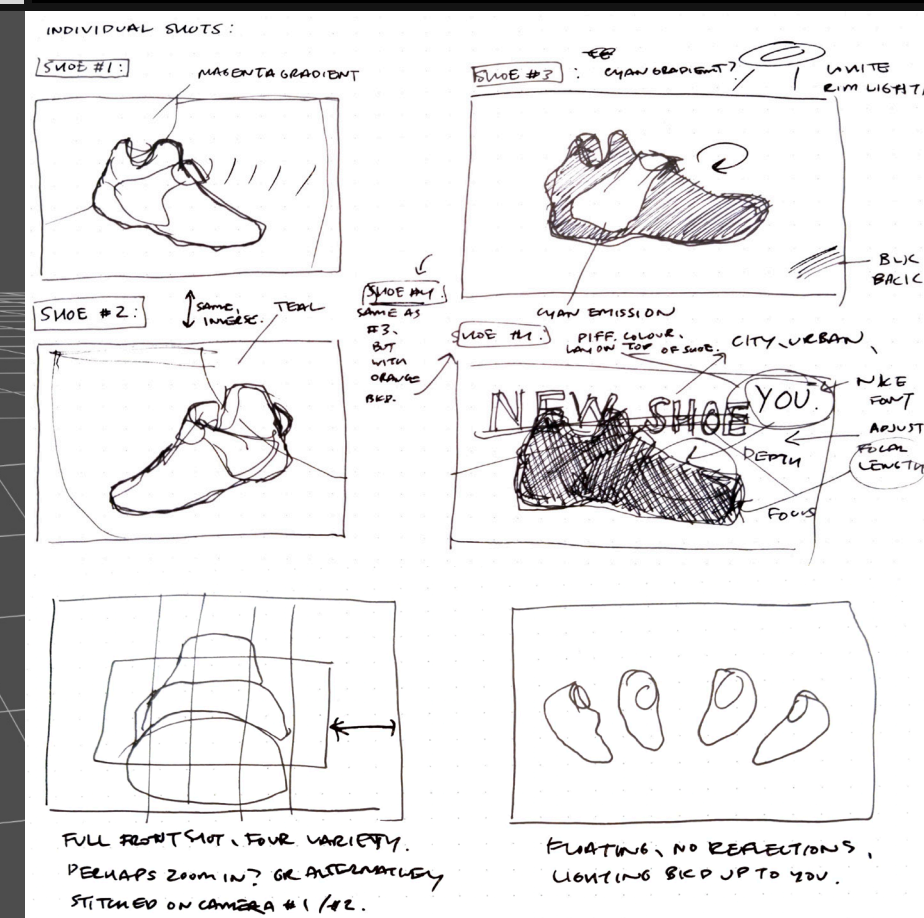 INDIVIDUAL SHOTS:
SHOE #1:
MAGENTA GRADIENT
SHOE #3 : CYAN GRADIENT?
WHITE
RIM LIGHT
BLK
BACK
CYAN EMISSION
SHOE #2:
SAME,
INVERSE.
TEAL
SHOE #4:
SAME AS
#3,
BUT
WITH
ORANGE
BKD.
SHOE #4:
DIFF. COLOUR,
LAY ON TOP OF SHOE.
CITY, URBAN,
NEW SHOE YOU.
NIKE
FONT
ADJUST
FOCAL
LENGTH
DEPTH
FOCUS
FULL FRONT SHOT, FOUR VARIETY.
PERHAPS ZOOM IN? OR ALTERNATLEY
STITCHED ON CAMERA #1/#2.
FLOATING, NO REFLECTIONS,
LIGHTING BKD UP TO YOU.